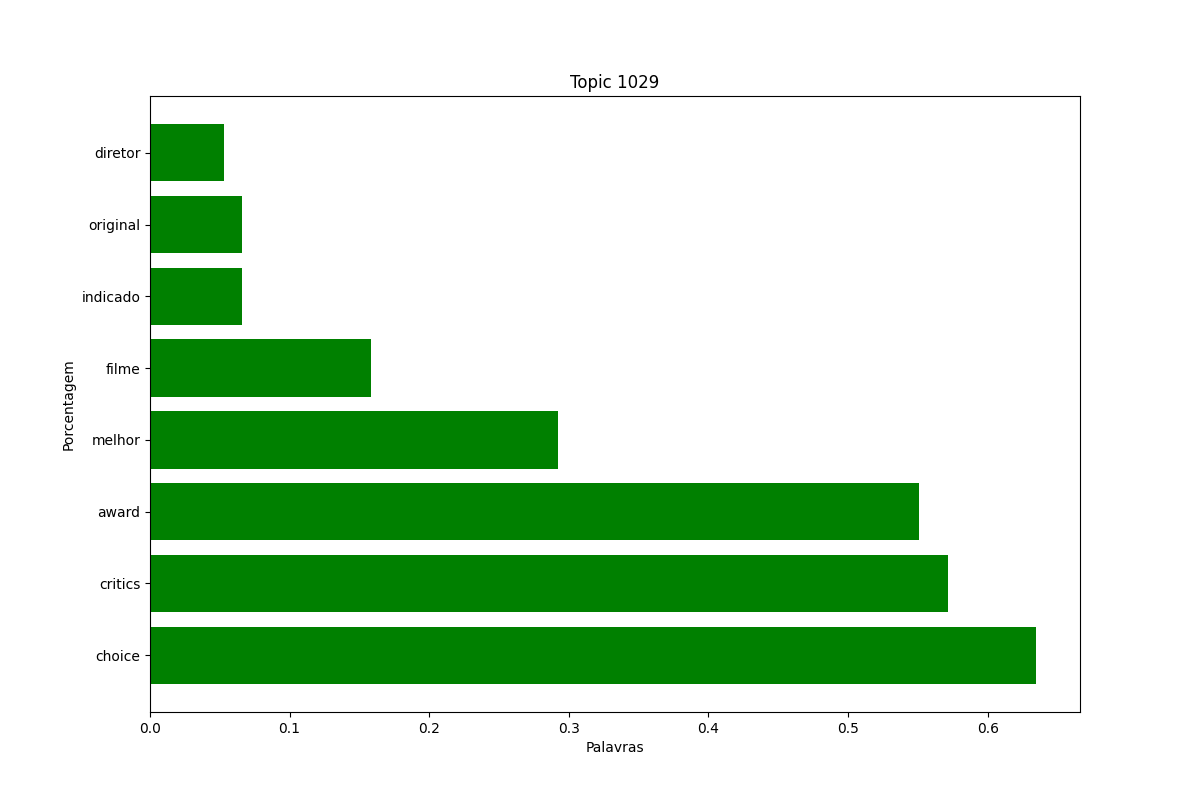 Topic 1029
diretor
original
indicado
filme
melhor
award
critics
choice
Porcentagem
0.0 0.1 0.2 0.3 0.4 0.5 0.6
Palavras